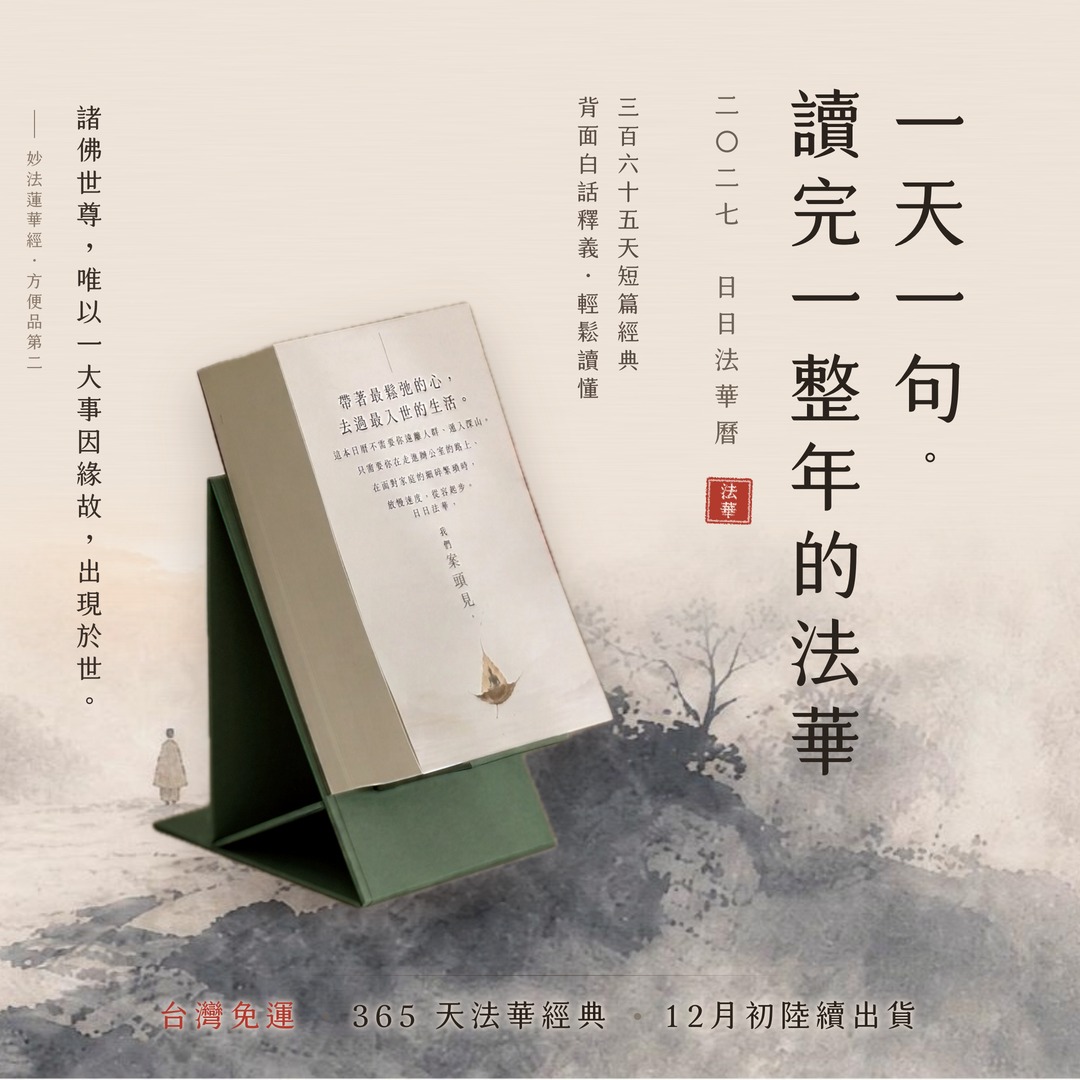 一天一句。
讀完一整年的法華
二〇二七 日日法華曆
法華
三百六十五天短篇經典
背面白話釋義・輕鬆讀懂
帶著最鬆弛的心，
去過最入世的生活。
這本日曆不需要你遠離人群、遁入深山。
只需要你在走進辦公室的路上、
在面對家庭的瑣碎繁瑣時，
放慢速度，從容起步。
日日法華。
我們案頭見。
諸佛世尊，唯以一大事因緣故，出現於世。
—— 妙法蓮華經・方便品第二
台灣免運 365 天法華經典 · 12月初陸續出貨